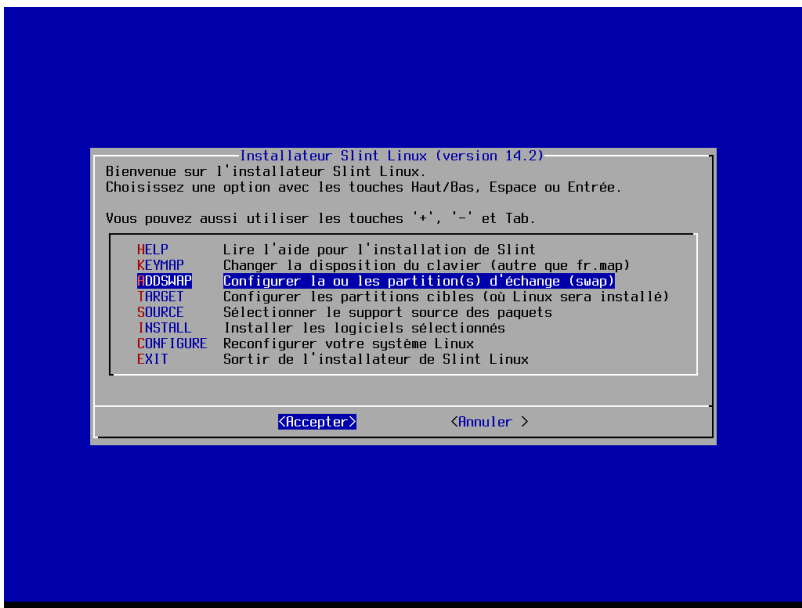 Installateur Slint Linux (version 14.2)
Bienvenue sur l'installateur Slint Linux.
Choisissez une option avec les touches Haut/Bas, Espace ou Entrée.
Vous pouvez aussi utiliser les touches '+', '-' et Tab.
HELP Lire l'aide pour l'installation de Slint
KEYMAP Changer la disposition du clavier (autre que fr.map)
ADDSWAP Configurer la ou les partition(s) d'échange (swap)
TARGET Configurer les partitions cibles (où Linux sera installé)
SOURCE Sélectionner le support source des paquets
INSTALL Installer les logiciels sélectionnés
CONFIGURE Reconfigurer votre système Linux
EXIT Sortir de l'installateur de Slint Linux
<Accepter> <Annuler >